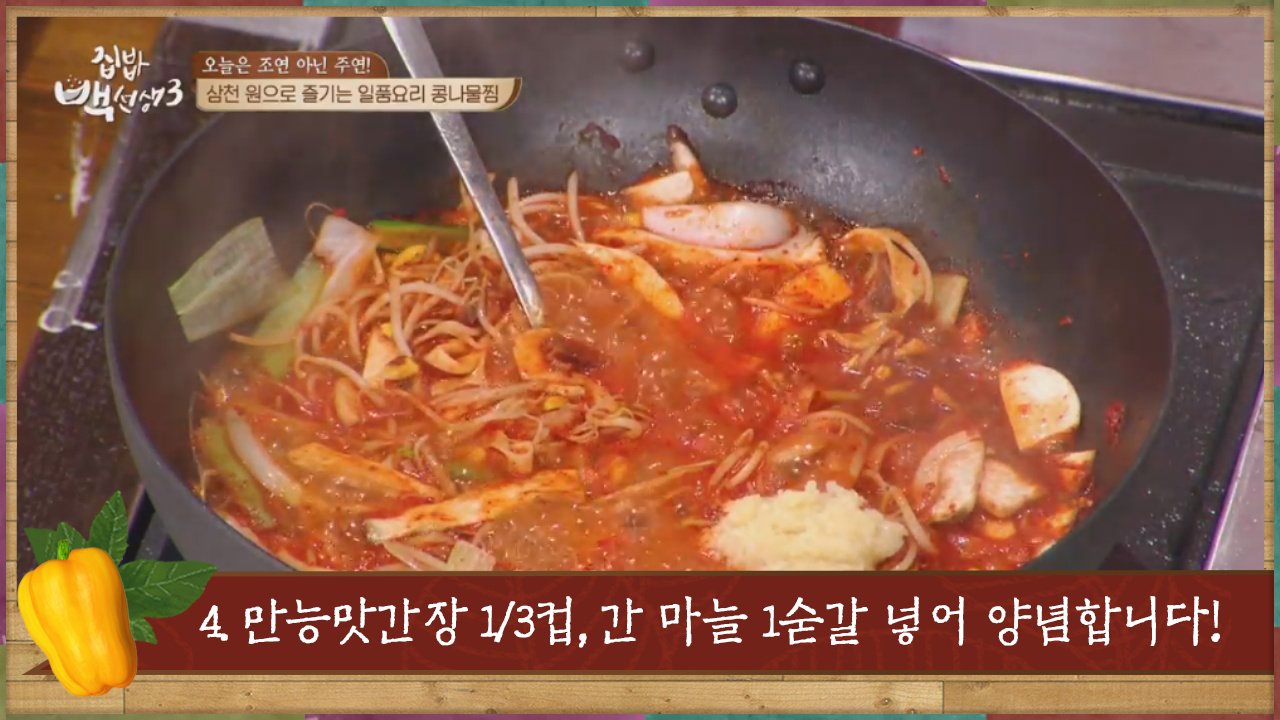 집밥
백선생3
오늘은 조연 아닌 주연!
삼천 원으로 즐기는 일품요리 콩나물찜
4. 만능맛간장 1/3컵, 간 마늘 1숟갈 넣어 양념합니다!